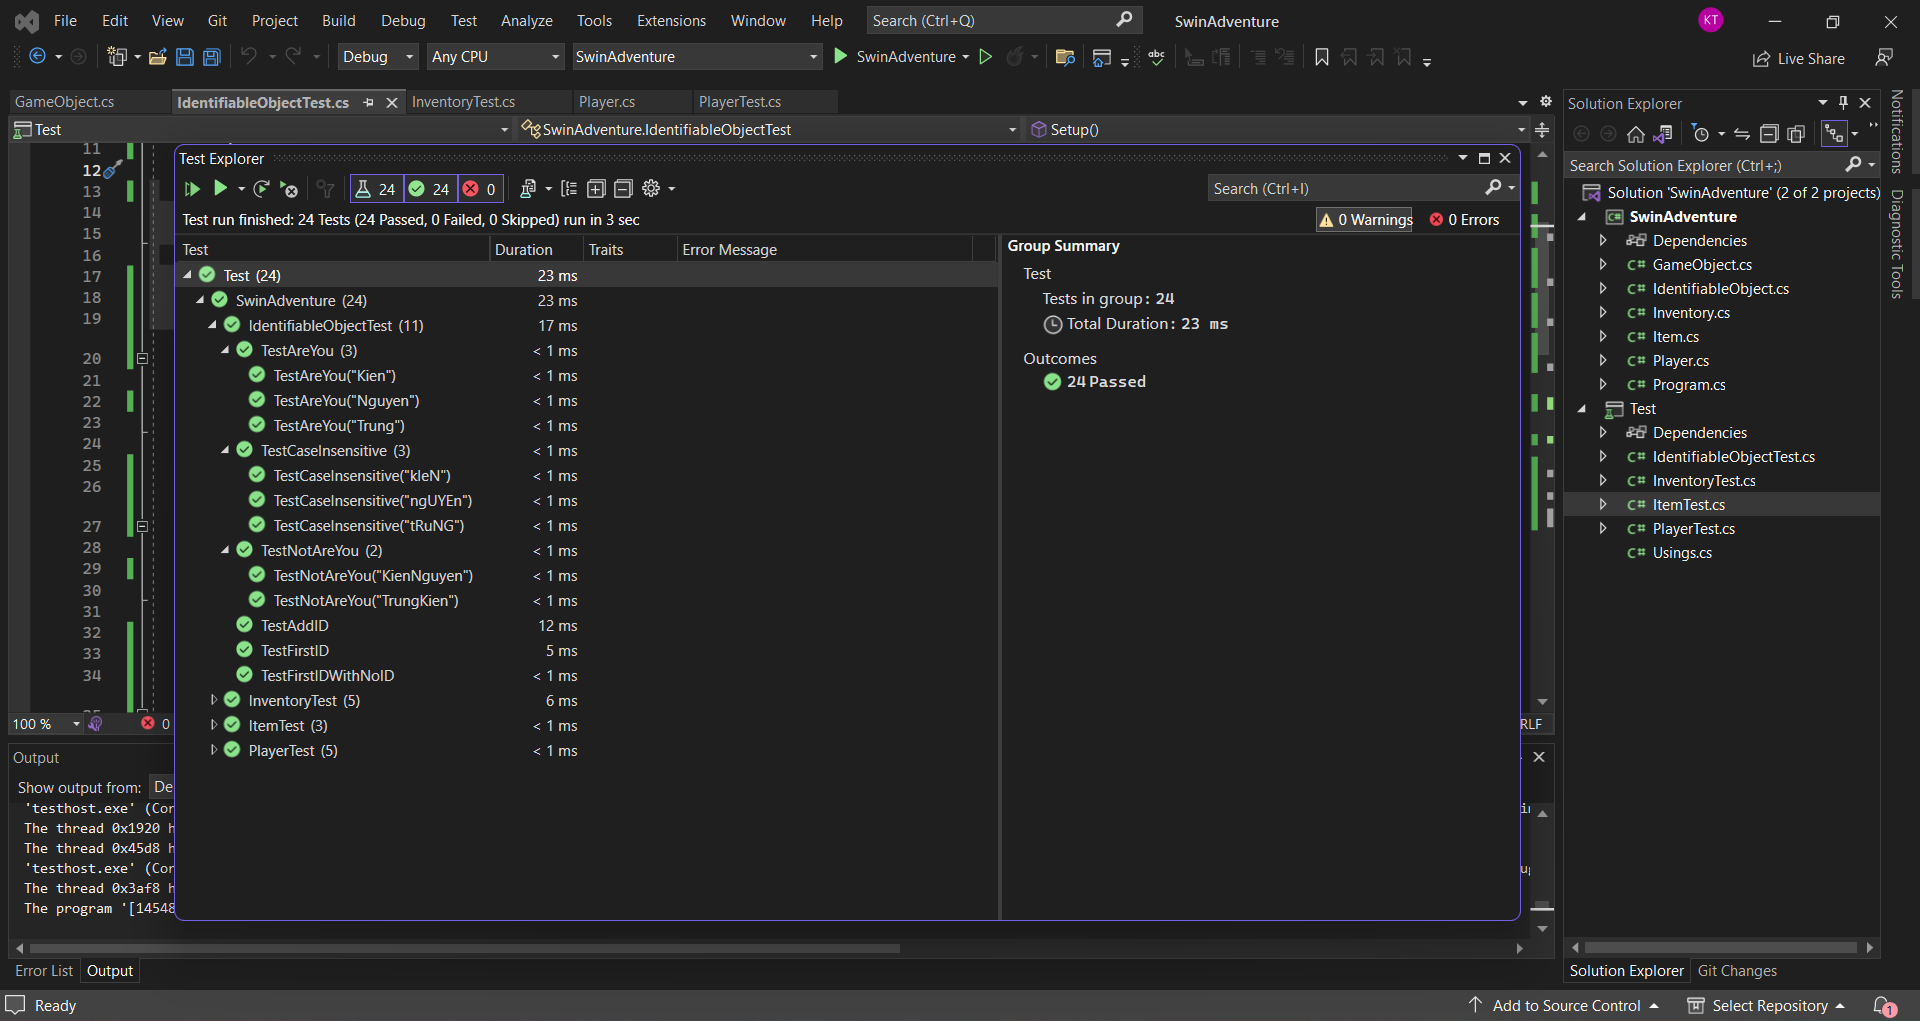 File Edit View Git Project Build Debug Test Analyze Tools Extensions Window Help Search (Ctrl+Q) SwinAdventure KT
Debug Any CPU SwinAdventure SwinAdventure Live Share
GameObject.cs IdentifiableObjectTest.cs InventoryTest.cs Player.cs PlayerTest.cs
Test SwinAdventure.IdentifiableObjectTest Setup()
11
12
13
14
15
16
17
18
19
20
21
22
23
24
25
26
27
28
29
30
31
32
33
34
100 % 0
RLF
Test Explorer
24 24 0 Search (Ctrl+I)
Test run finished: 24 Tests (24 Passed, 0 Failed, 0 Skipped) run in 3 sec 0 Warnings 0 Errors
Test Duration Traits Error Message
Test (24) 23 ms
SwinAdventure (24) 23 ms
IdentifiableObjectTest (11) 17 ms
TestAreYou (3) < 1 ms
TestAreYou("Kien") < 1 ms
TestAreYou("Nguyen") < 1 ms
TestAreYou("Trung") < 1 ms
TestCaseInsensitive (3) < 1 ms
TestCaseInsensitive("kIeN") < 1 ms
TestCaseInsensitive("ngUYEn") < 1 ms
TestCaseInsensitive("tRuNG") < 1 ms
TestNotAreYou (2) < 1 ms
TestNotAreYou("KienNguyen") < 1 ms
TestNotAreYou("TrungKien") < 1 ms
TestAddID 12 ms
TestFirstID 5 ms
TestFirstIDWithNoID < 1 ms
InventoryTest (5) 6 ms
ItemTest (3) < 1 ms
PlayerTest (5) < 1 ms
Group Summary
Test
Tests in group: 24
Total Duration: 23 ms
Outcomes
24 Passed
Output
Show output from: De
'testhost.exe' (Cor
The thread 0x1920 h
The thread 0x45d8 h
'testhost.exe' (Cor
The thread 0x3af8 h
The program '[14548
Error List Output
Solution Explorer
Search Solution Explorer (Ctrl+;)
Solution 'SwinAdventure' (2 of 2 projects)
SwinAdventure
Dependencies
C# GameObject.cs
C# IdentifiableObject.cs
C# Inventory.cs
C# Item.cs
C# Player.cs
C# Program.cs
Test
Dependencies
C# IdentifiableObjectTest.cs
C# InventoryTest.cs
C# ItemTest.cs
C# PlayerTest.cs
C# Usings.cs
Solution Explorer Git Changes
Notifications
Diagnostic Tools
Ready Add to Source Control Select Repository 1